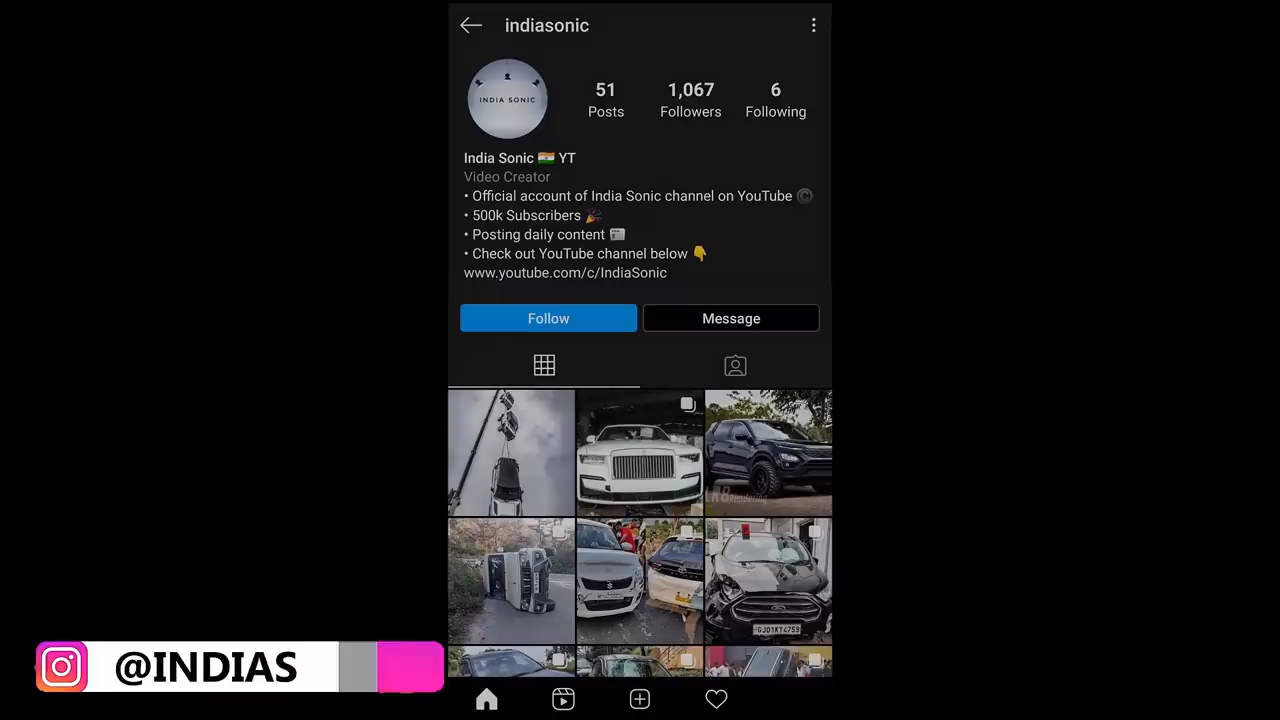 indiasonic
INDIA SONIC
51
Posts
1,067
Followers
6
Following
India Sonic 🇮🇳 YT
Video Creator
• Official account of India Sonic channel on YouTube ©
• 500k Subscribers 🎉
• Posting daily content 📰
• Check out YouTube channel below 👇
www.youtube.com/c/IndiaSonic
Follow
Message
GJ01KT4759
@INDIAS